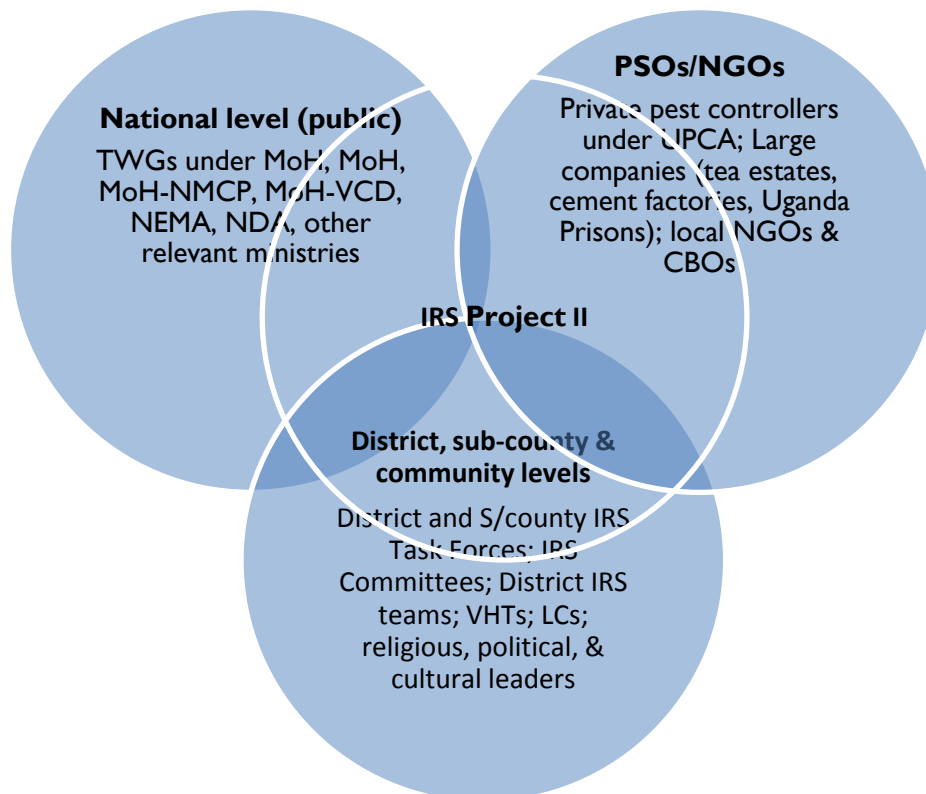 National level (public)
TWGs under MoH, MoH,
MoH-NMCP, MoH-VCD,
NEMA, NDA, other
relevant ministries
PSOs/NGOs
Private pest controllers
under UPCA; Large
companies (tea estates,
cement factories, Uganda
Prisons); local NGOs &
CBOs
IRS Project II
District, sub-county &
community levels
District and S/county IRS
Task Forces; IRS
Committees; District IRS
teams; VHTs; LCs;
religious, political, &
cultural leaders